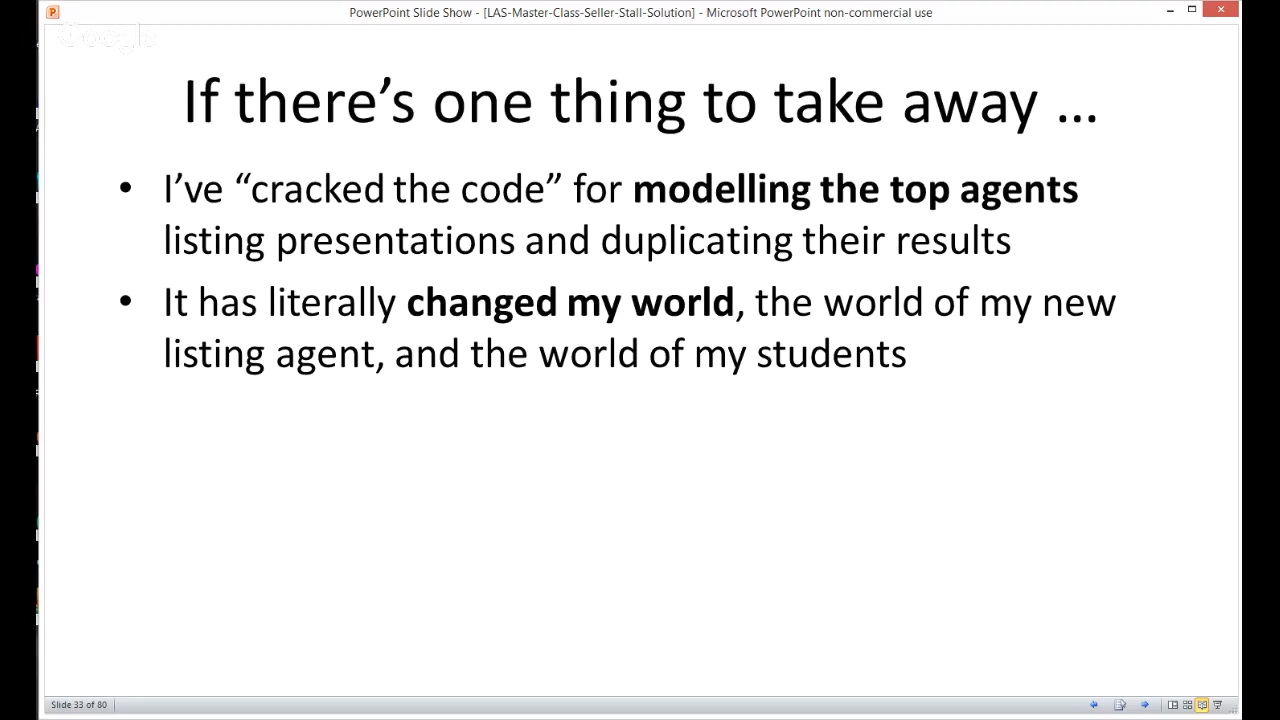 PowerPoint Slide Show - [LAS-Master-Class-Seller-Stall-Solution] - Microsoft PowerPoint non-commercial use
Google
If there’s one thing to take away ...
• I’ve “cracked the code” for modelling the top agents
listing presentations and duplicating their results
• It has literally changed my world, the world of my new
listing agent, and the world of my students
Slide 33 of 80